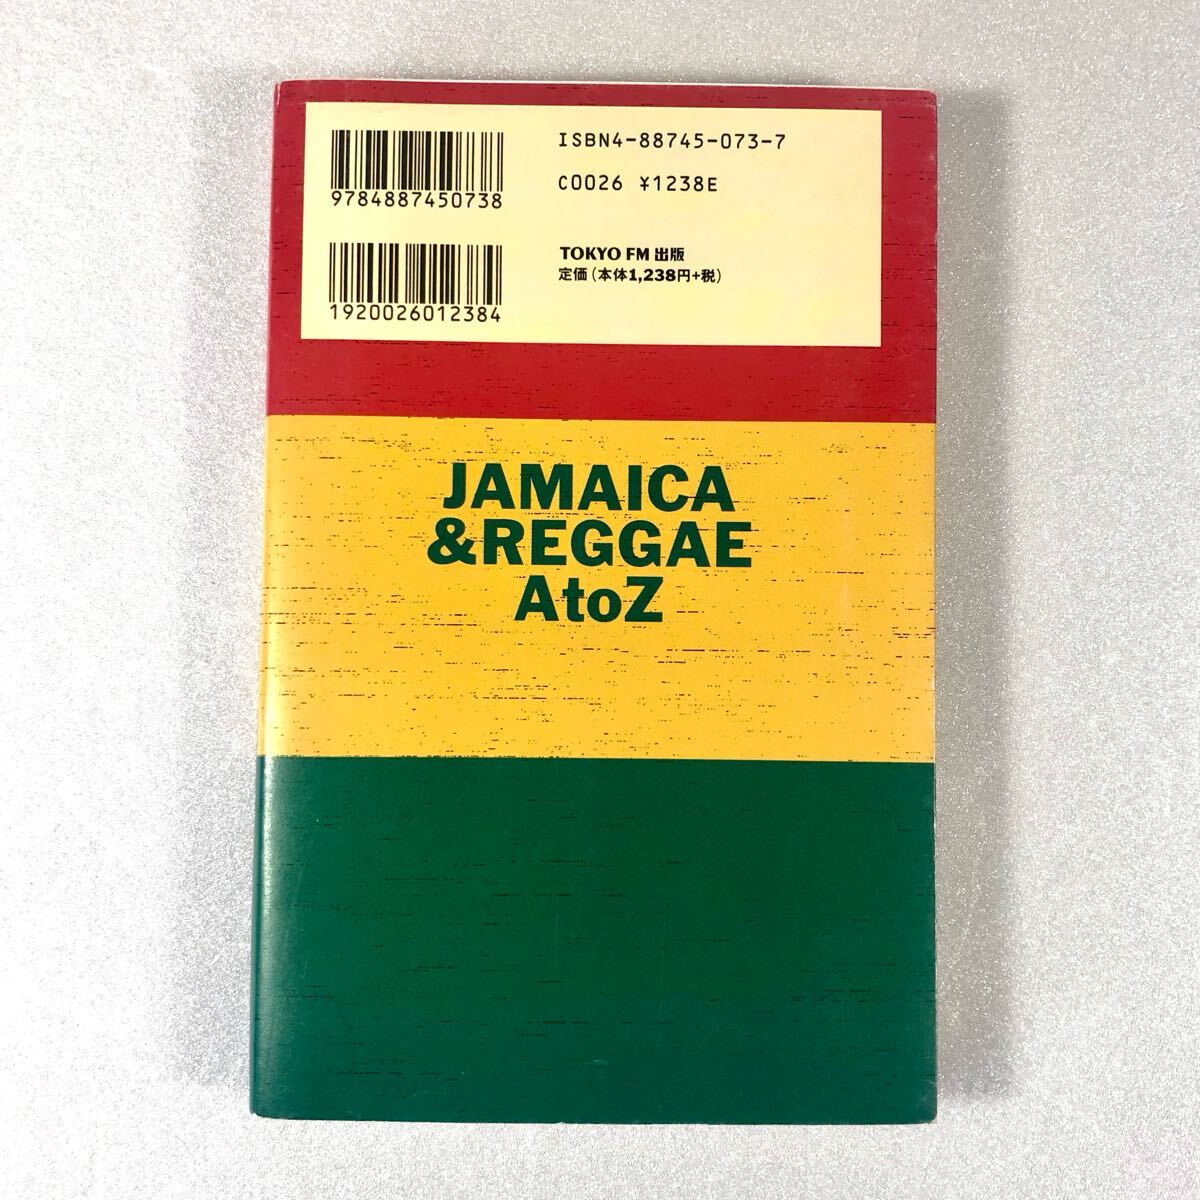 9784887450738
ISBN4-88745-073-7
C0026 ¥1238E
1920026012384
TOKYO FM 出版
定価(本体1,238円+税)
JAMAICA
&REGGAE
AtoZ